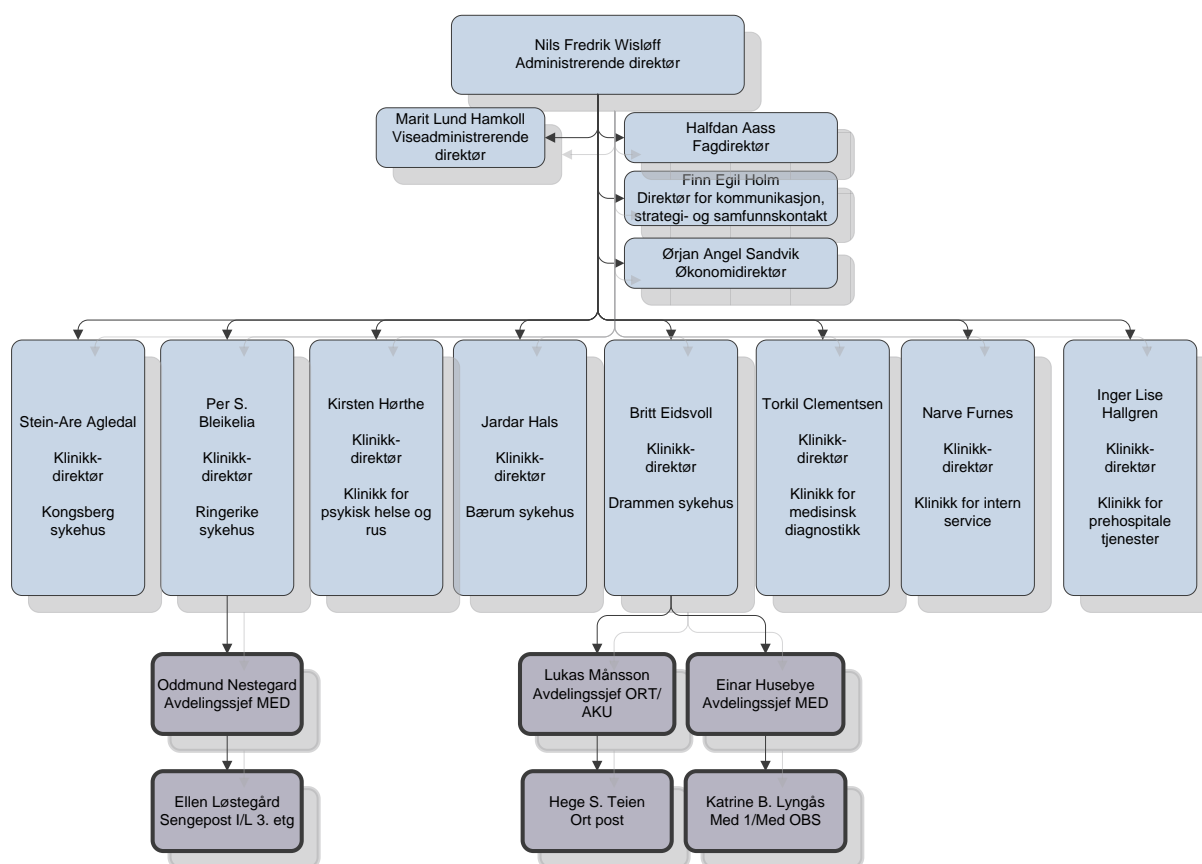 Nils Fredrik Wisløff
Administrerende direktør
Marit Lund Hamkoll
Viseadministrerende
direktør
Halfdan Aass
Fagdirektør
Finn Egil Holm
Direktør for kommunikasjon,
strategi- og samfunnskontakt
Ørjan Angel Sandvik
Økonomidirektør
Stein-Are Agledal
Klinikk-
direktør
Kongsberg
sykehus
Per S.
Bleikelia
Klinikk-
direktør
Ringerike
sykehus
Kirsten Hørthe
Klinikk-
direktør
Klinikk for
psykisk helse og
rus
Jardar Hals
Klinikk-
direktør
Bærum sykehus
Britt Eidsvoll
Klinikk-
direktør
Drammen sykehus
Torkil Clementsen
Klinikk-
direktør
Klinikk for
medisinsk
diagnostikk
Narve Furnes
Klinikk-
direktør
Klinikk for intern
service
Inger Lise
Hallgren
Klinikk-
direktør
Klinikk for
prehospitale
tjenester
Oddmund Nestegard
Avdelingssjef MED
Lukas Månsson
Avdelingssjef ORT/
AKU
Einar Husebye
Avdelingssjef MED
Ellen Løstegård
Sengepost I/L 3. etg
Hege S. Teien
Ort post
Katrine B. Lyngås
Med 1/Med OBS